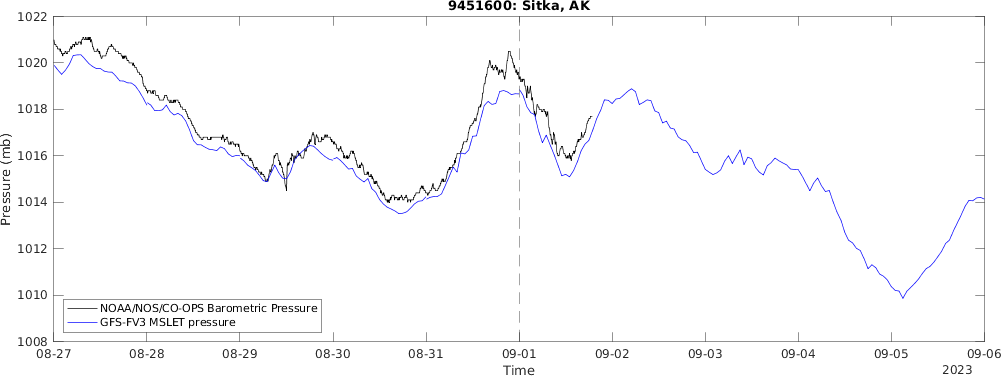 9451600: Sitka, AK
Pressure (mb)
1022
1020
1018
1016
1014
1012
1010
1008
NOAA/NOS/CO-OPS Barometric Pressure
GFS-FV3 MSLET pressure
08-27 08-28 08-29 08-30 08-31 09-01 09-02 09-03 09-04 09-05 09-06
Time
2023